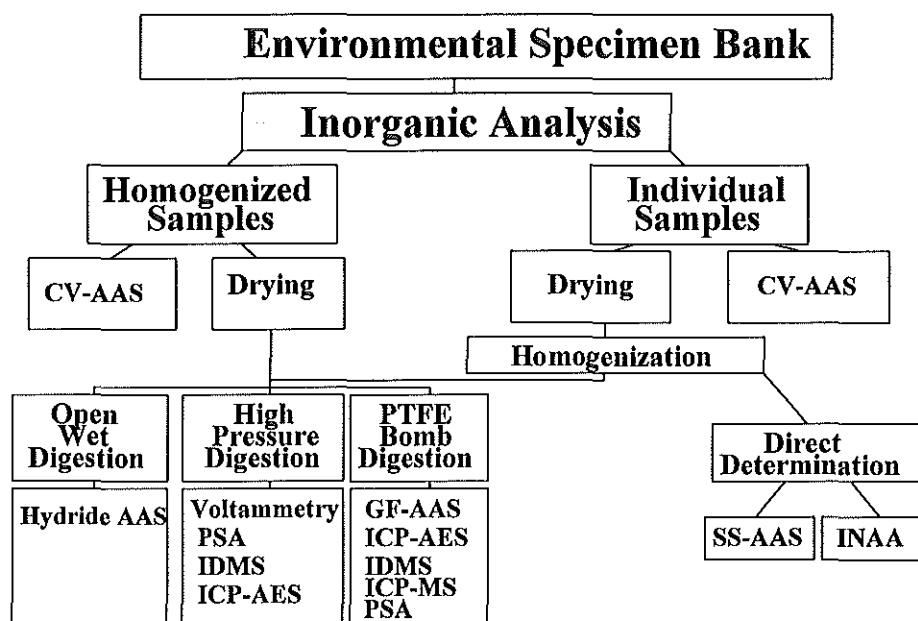 Environmental Specimen Bank
Inorganic Analysis
Homogenized
Samples
Individual
Samples
CV-AAS
Drying
Drying
CV-AAS
Homogenization
Open
Wet
Digestion
High
Pressure
Digestion
PTFE
Bomb
Digestion
Direct
Determination
Hydride AAS
Voltammetry
PSA
IDMS
ICP-AES
GF-AAS
ICP-AES
IDMS
ICP-MS
PSA
SS-AAS
INAA